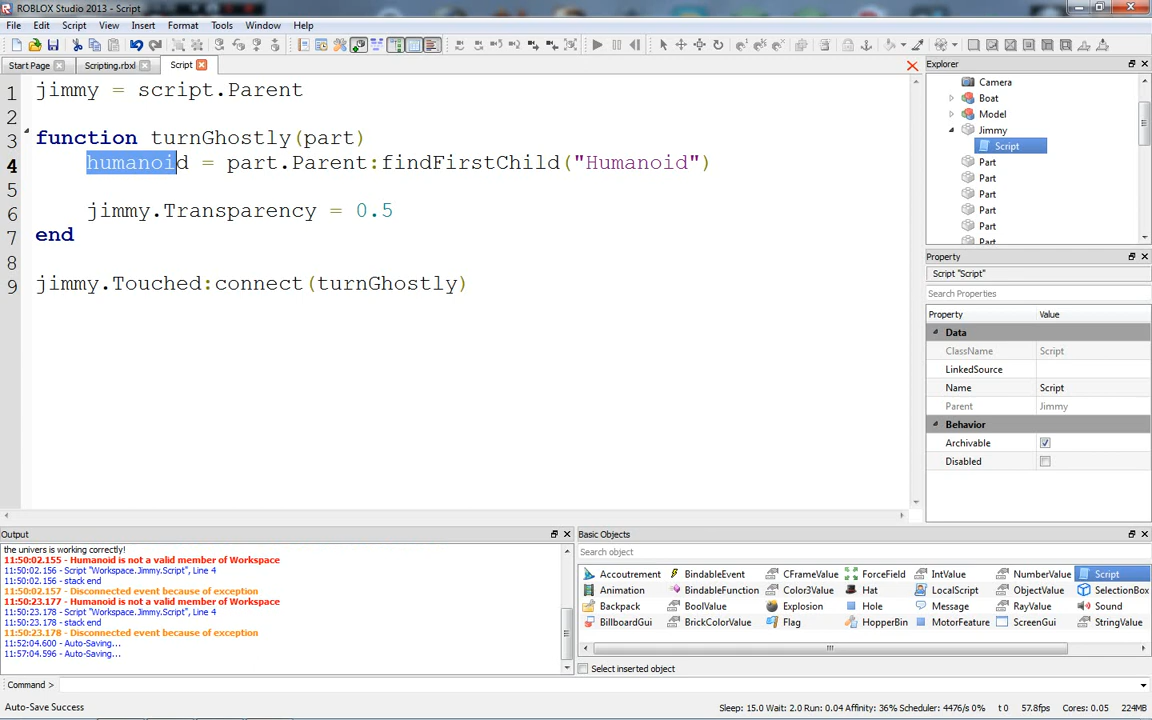 ROBLOX Studio 2013 - Script
File Edit Script View Insert Format Tools Window Help
Start Page Scripting.rbxl Script
1 jimmy = script.Parent
2
3 function turnGhostly(part)
4 humanoid = part.Parent:findFirstChild("Humanoid")
5
6 jimmy.Transparency = 0.5
7 end
8
9 jimmy.Touched:connect(turnGhostly)
Explorer
Camera
Boat
Model
Jimmy
Script
Part
Part
Part
Part
Part
Part
Property
Script "Script"
Search Properties
Property Value
Data
ClassName Script
LinkedSource
Name Script
Parent Jimmy
Behavior
Archivable
Disabled
Output
the univers is working correctly!
11:50:02.155 - Humanoid is not a valid member of Workspace
11:50:02.156 - Script "Workspace.Jimmy.Script", Line 4
11:50:02.156 - stack end
11:50:02.157 - Disconnected event because of exception
11:50:23.177 - Humanoid is not a valid member of Workspace
11:50:23.178 - Script "Workspace.Jimmy.Script", Line 4
11:50:23.178 - stack end
11:50:23.178 - Disconnected event because of exception
11:52:04.600 - Auto-Saving...
11:57:04.596 - Auto-Saving...
Basic Objects
Search object
Accoutrement BindableEvent CFrameValue ForceField IntValue NumberValue Script
Animation BindableFunction Color3Value Hat LocalScript ObjectValue SelectionBox
Backpack BoolValue Explosion Hole Message RayValue Sound
BillboardGui BrickColorValue Flag HopperBin MotorFeature ScreenGui StringValue
Select inserted object
Command >
Auto-Save Success
Sleep: 15.0 Wait: 2.0 Run: 0.04 Affinity: 36% Scheduler: 4476/s 0% t 0 57.8fps Cores: 0.05 224MB